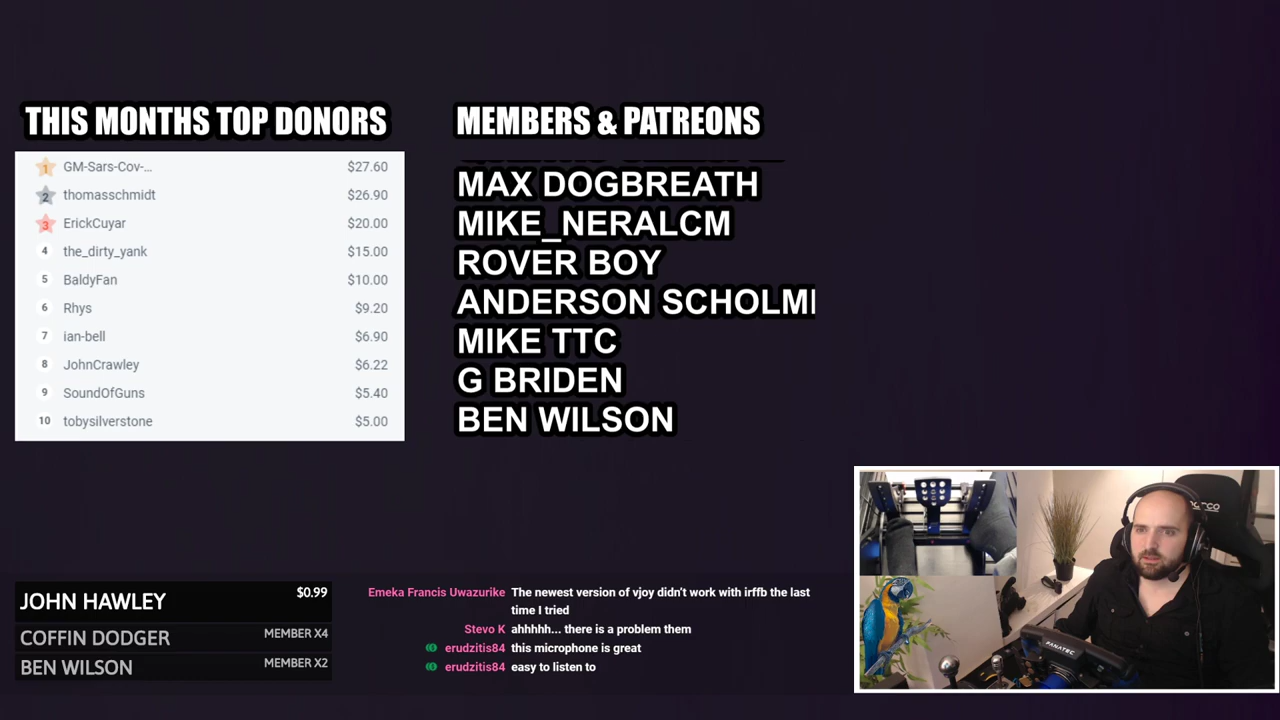 THIS MONTHS TOP DONORS
1 GM-Sars-Cov-... $27.60
2 thomasschmidt $26.90
3 ErickCuyar $20.00
4 the_dirty_yank $15.00
5 BaldyFan $10.00
6 Rhys $9.20
7 ian-bell $6.90
8 JohnCrawley $6.22
9 SoundOfGuns $5.40
10 tobysilverstone $5.00
MEMBERS & PATREONS
MAX DOGBREATH
MIKE_NERALCM
ROVER BOY
ANDERSON SCHOLM
MIKE TTC
G BRIDEN
BEN WILSON
JOHN HAWLEY $0.99
COFFIN DODGER MEMBER X4
BEN WILSON MEMBER X2
Emeka Francis Uwazurike The newest version of vjoy didn't work with irffb the last
time I tried
Stevo K ahhhhh... there is a problem them
erudzitis84 this microphone is great
erudzitis84 easy to listen to
FANATEC